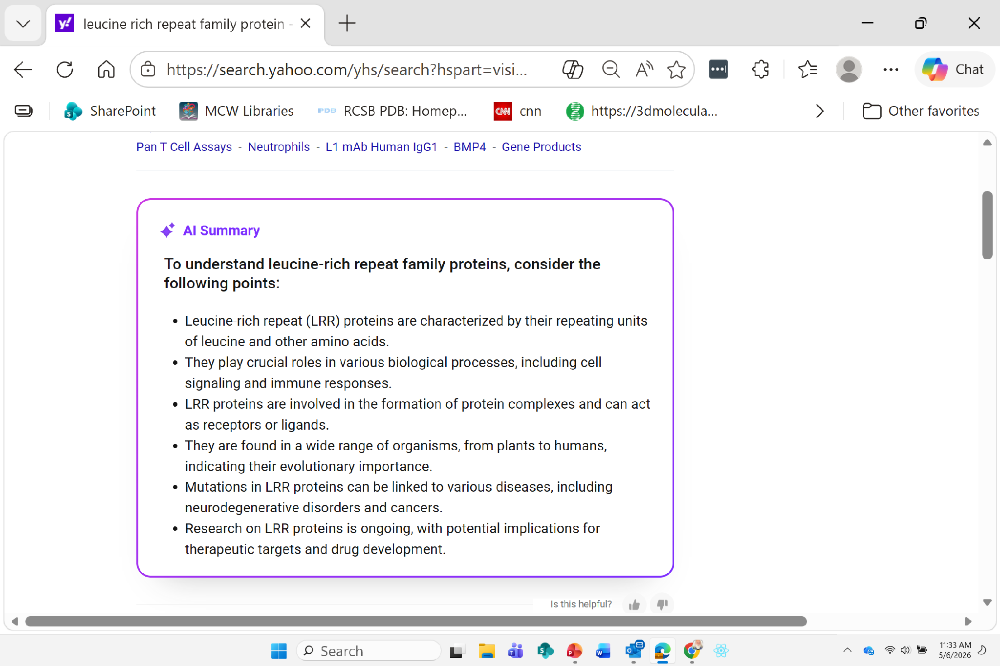 leucine rich repeat family protein -
https://search.yahoo.com/yhs/search?hspart=visi...
Chat
SharePoint
MCW Libraries
PDB
RCSB PDB: Homep...
CNN
cnn
https://3dmolecula...
Other favorites
Pan T Cell Assays - Neutrophils - L1 mAb Human IgG1 - BMP4 - Gene Products
AI Summary
To understand leucine-rich repeat family proteins, consider the
following points:
• Leucine-rich repeat (LRR) proteins are characterized by their repeating units
of leucine and other amino acids.
• They play crucial roles in various biological processes, including cell
signaling and immune responses.
• LRR proteins are involved in the formation of protein complexes and can act
as receptors or ligands.
• They are found in a wide range of organisms, from plants to humans,
indicating their evolutionary importance.
• Mutations in LRR proteins can be linked to various diseases, including
neurodegenerative disorders and cancers.
• Research on LRR proteins is ongoing, with potential implications for
therapeutic targets and drug development.
Is this helpful?
Search
11:33 AM
5/6/2026